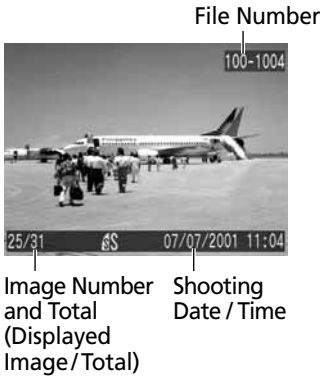 File Number
100-1004
25/31
S
07/07/2001 11:04
Image Number
and Total
(Displayed
Image/Total)
Shooting
Date / Time